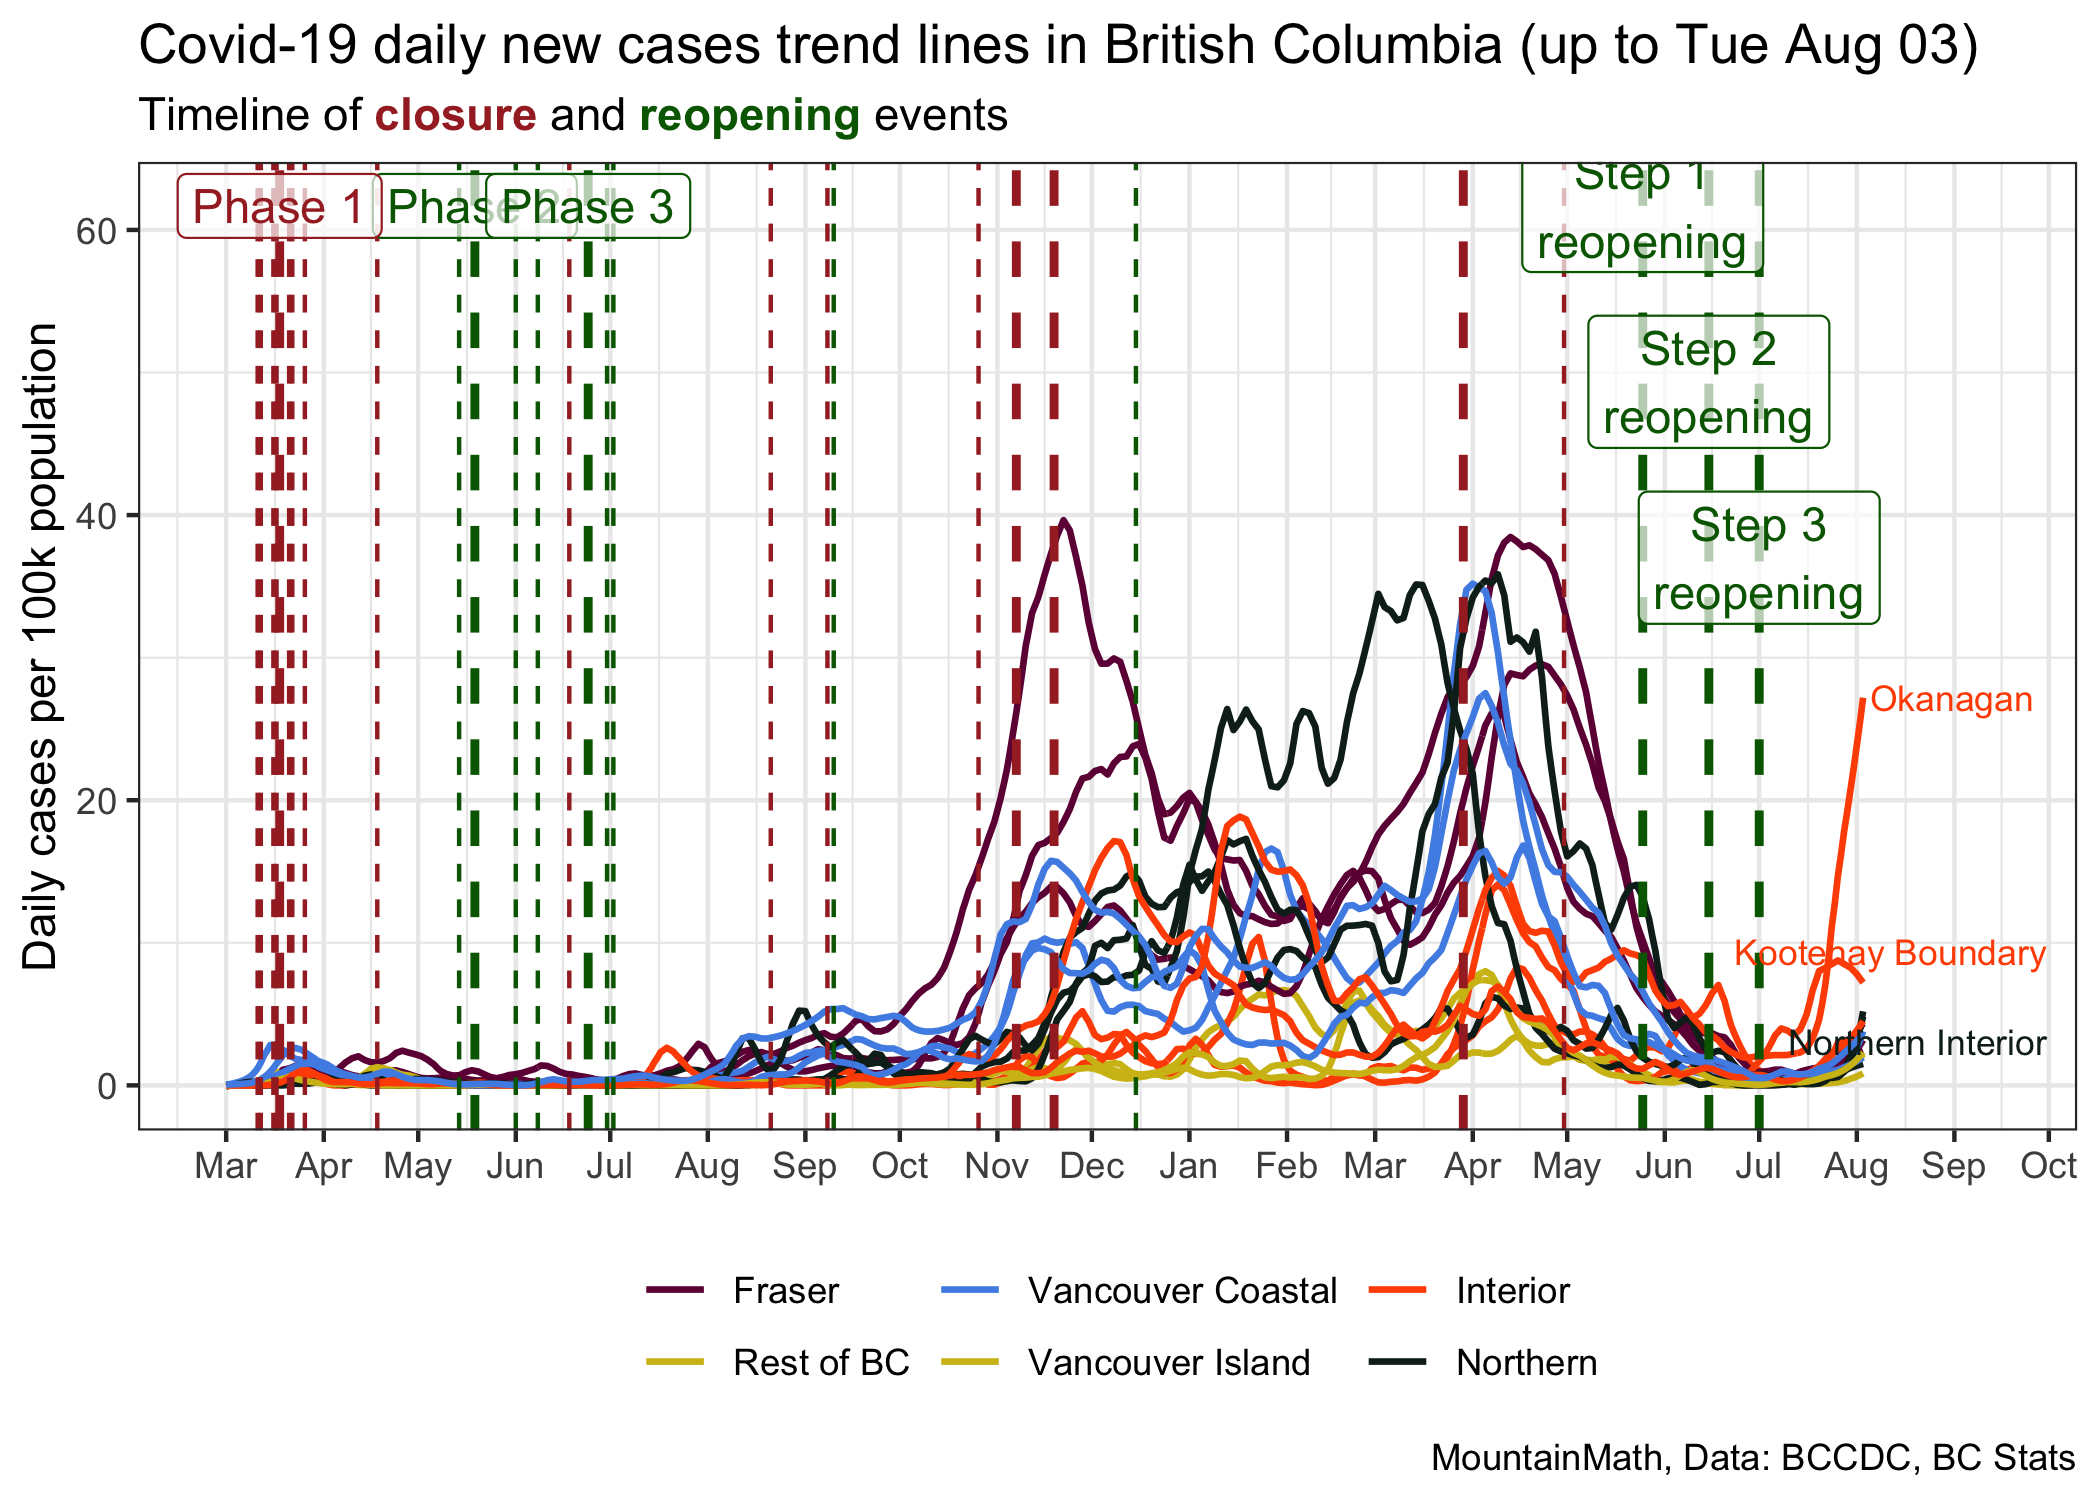 Covid-19 daily new cases trend lines in British Columbia (up to Tue Aug 03)
Timeline of closure and reopening events
Daily cases per 100k population
60
40
20
0
Phase 1
Phase 2
Phase 3
Step 1
reopening
Step 2
reopening
Step 3
reopening
Okanagan
Kootenay Boundary
Northern Interior
Mar Apr May Jun Jul Aug Sep Oct Nov Dec Jan Feb Mar Apr May Jun Jul Aug Sep Oct
Fraser Vancouver Coastal Interior
Rest of BC Vancouver Island Northern
MountainMath, Data: BCCDC, BC Stats